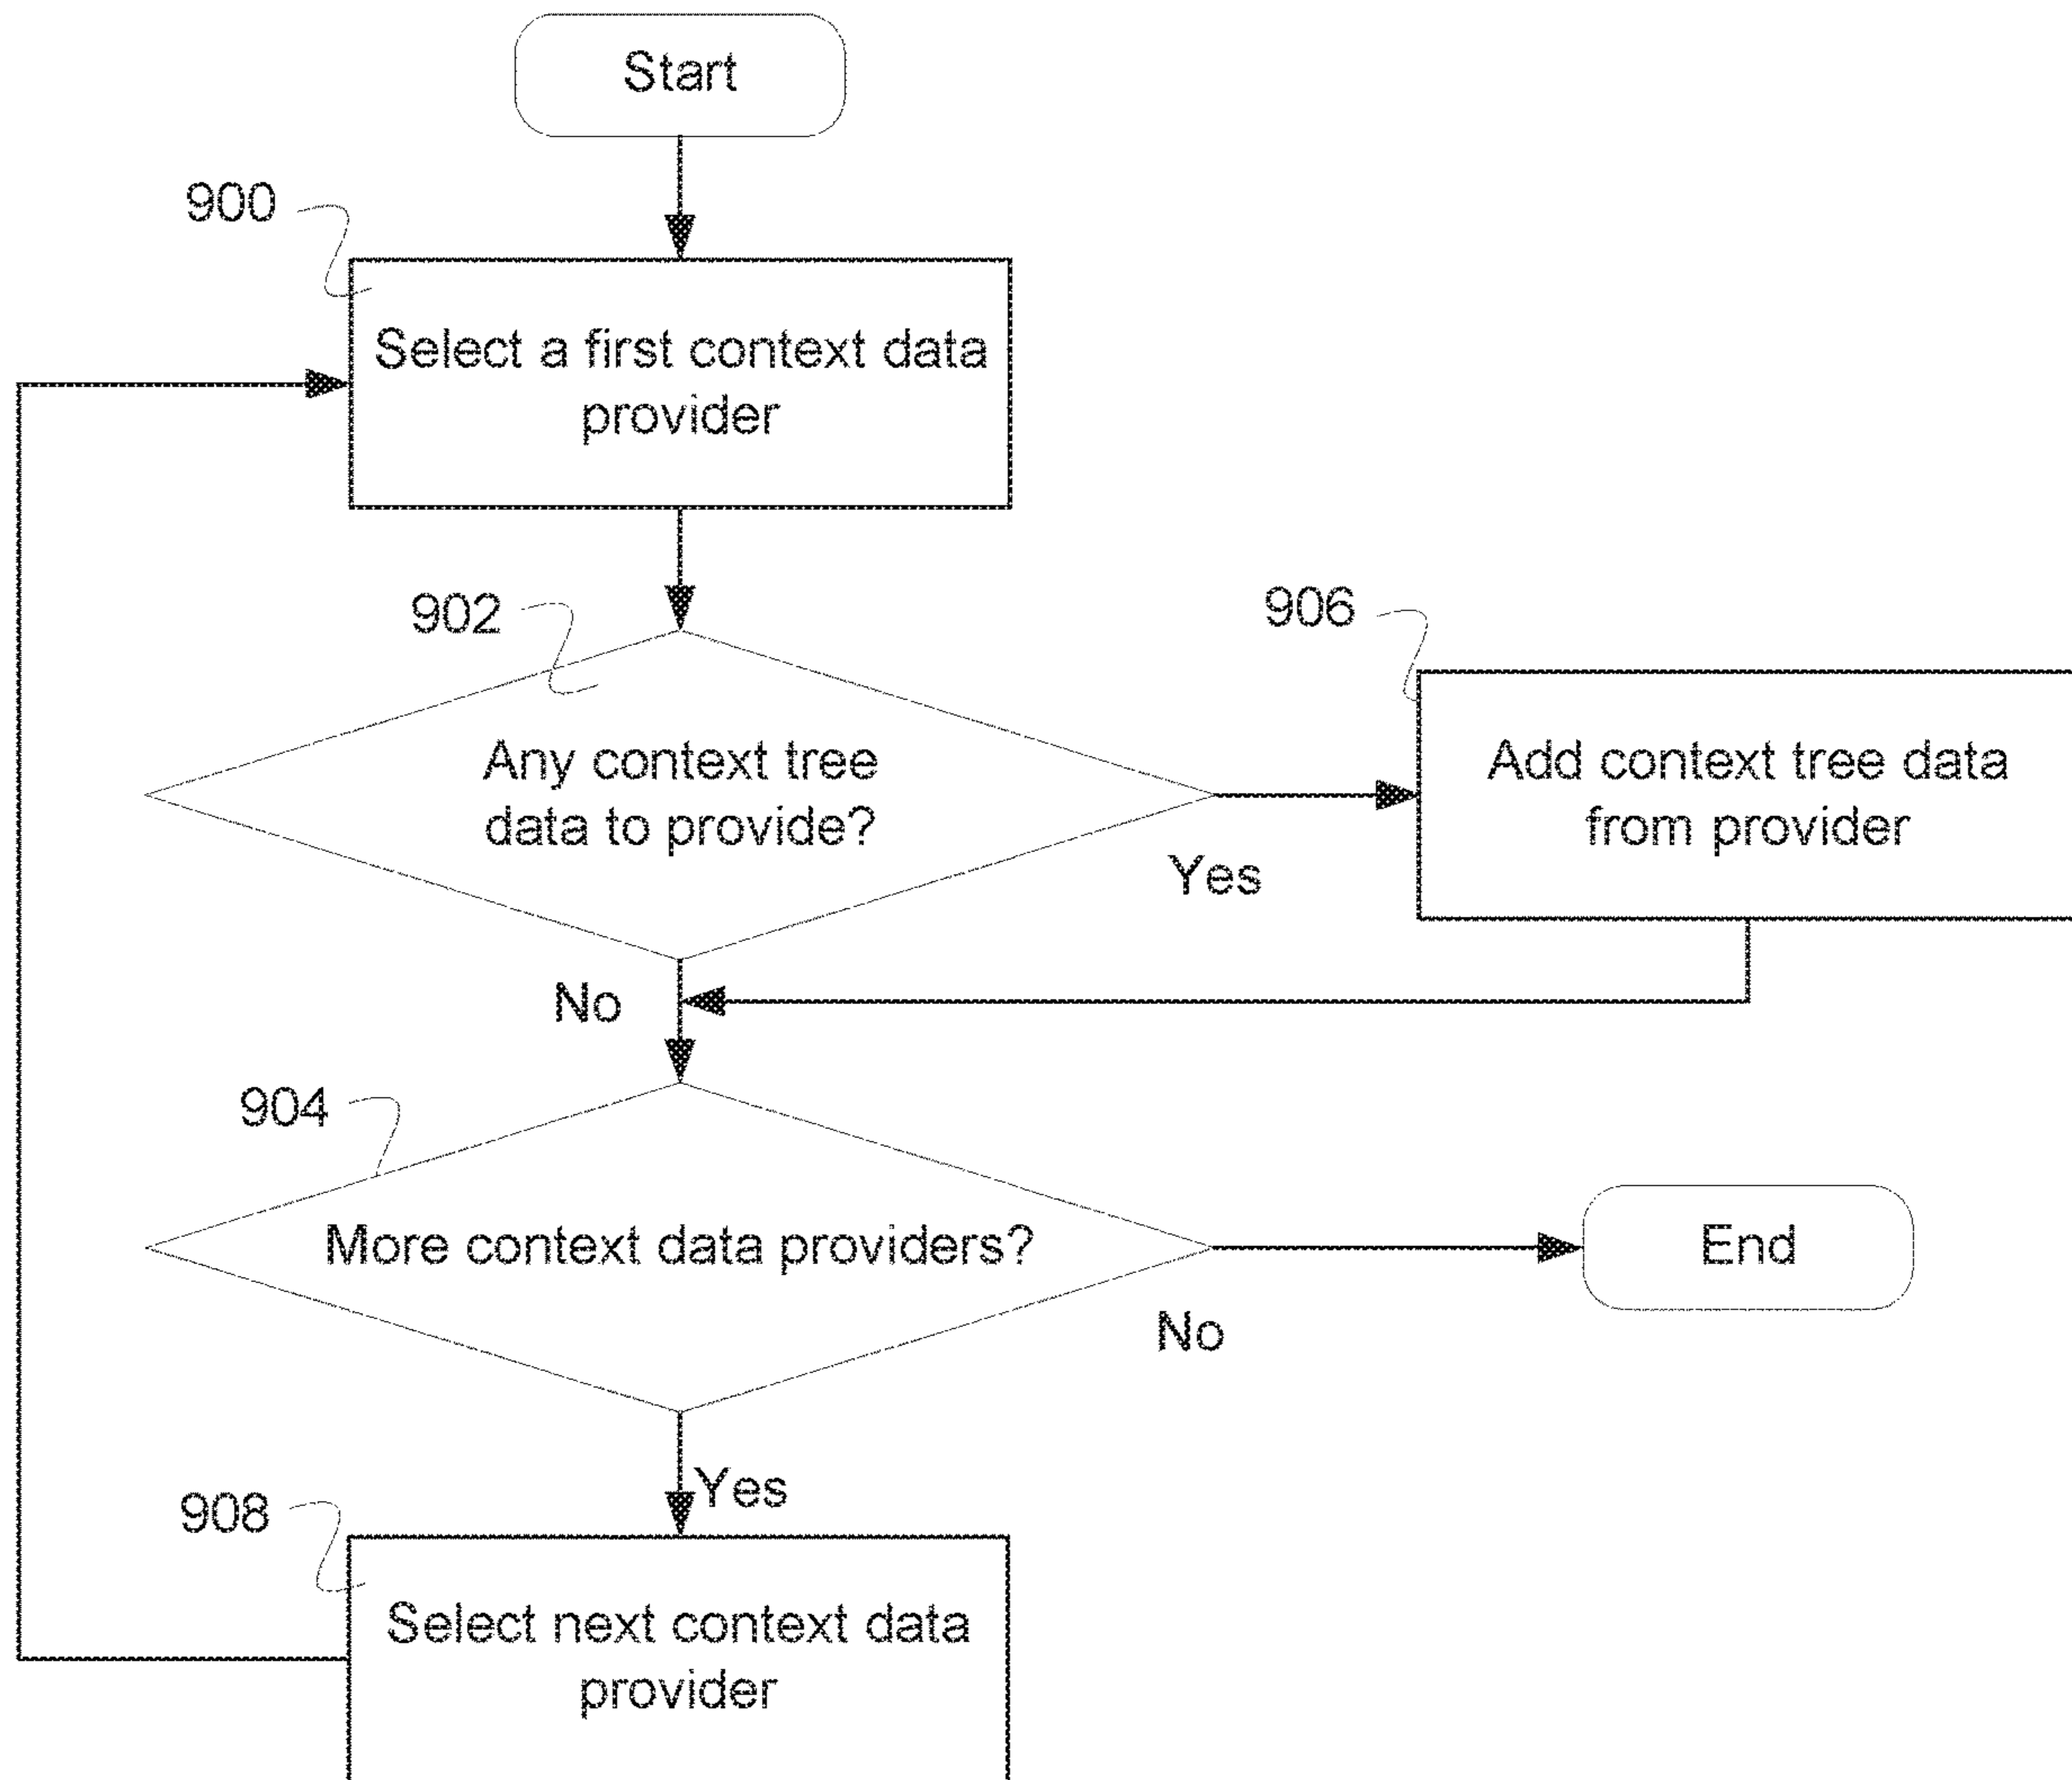 Start
900
Select a first context data
provider
902
Any context tree
data to provide?
Yes
906
Add context tree data
from provider
No
904
More context data providers?
No
End
Yes
908
Select next context data
provider